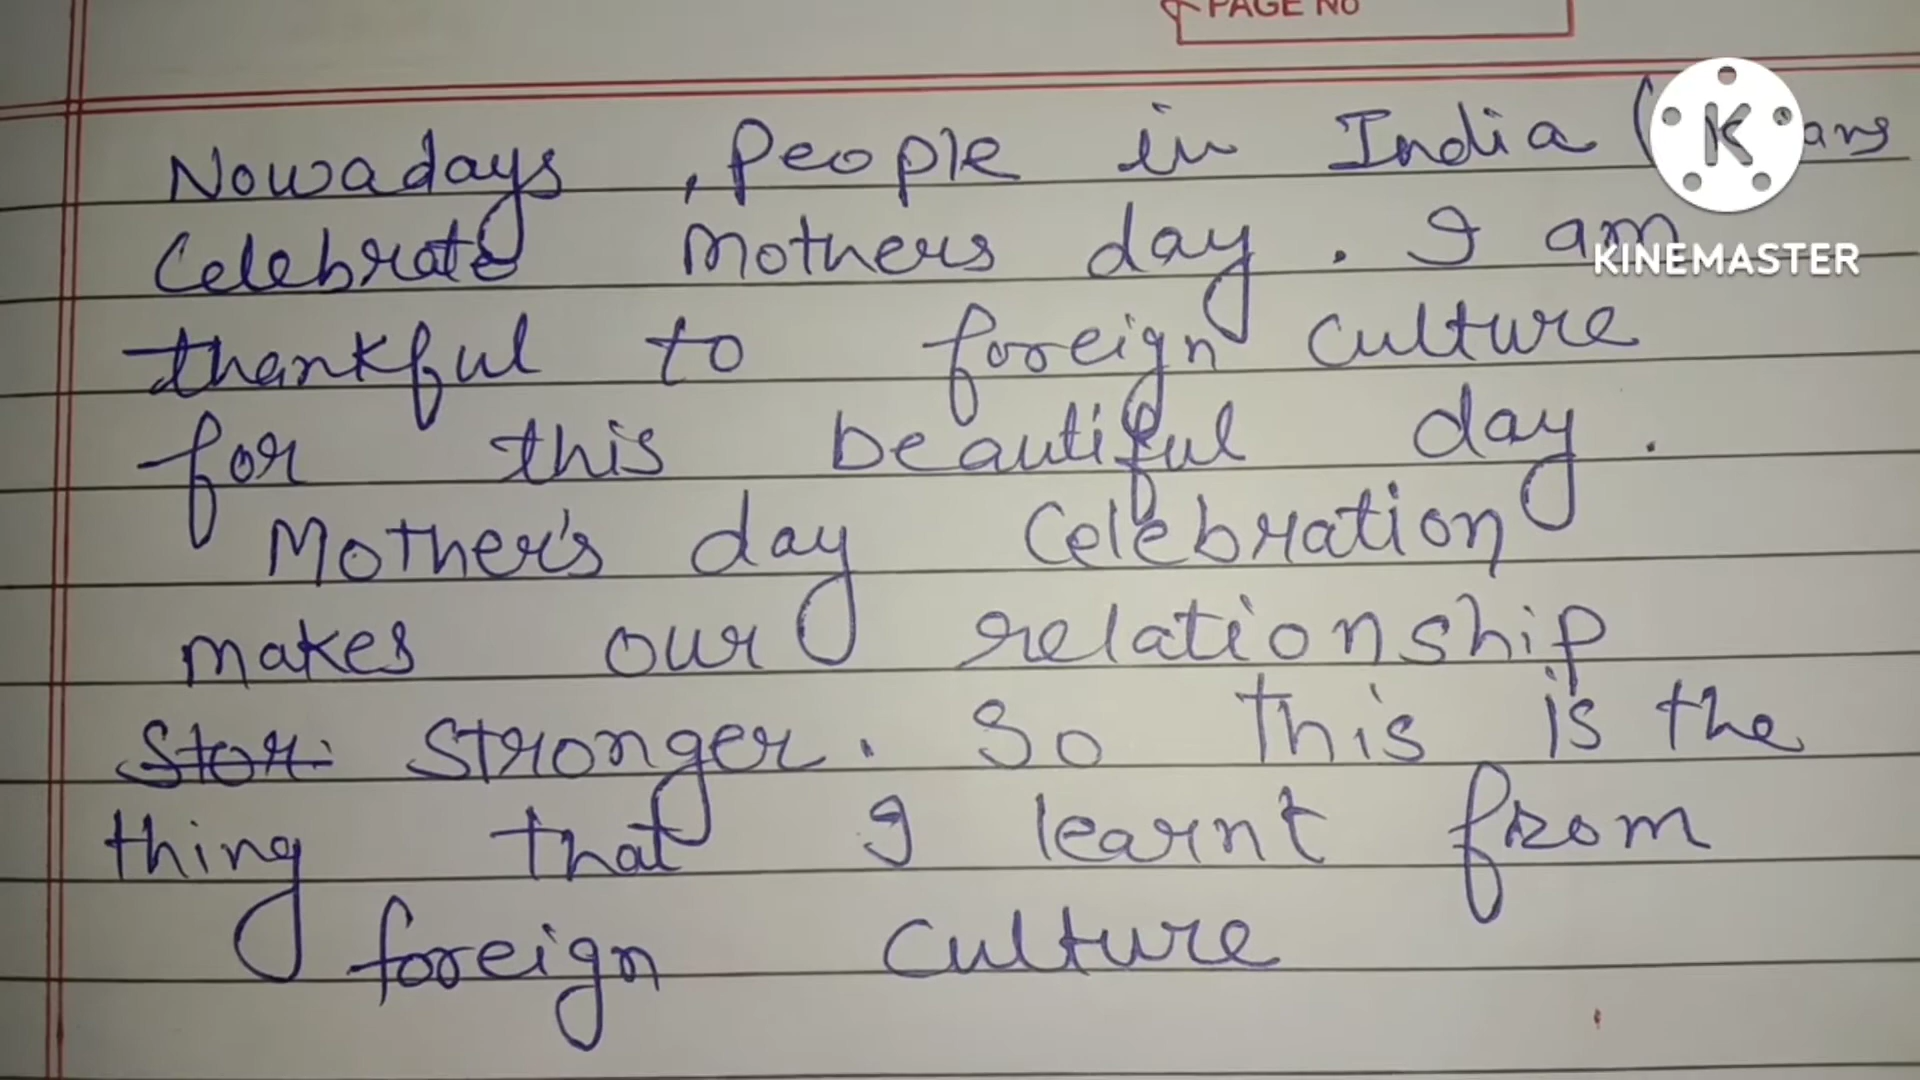 PAGE No
Nowadays , People in India
Celebrate Mothers day . I am
thankful to foreign culture
for this beautiful day .
Mother's day Celebration
makes our relationship
Stor. Stronger. So this is the
thing that I learnt from
foreign culture
K
KINEMASTER